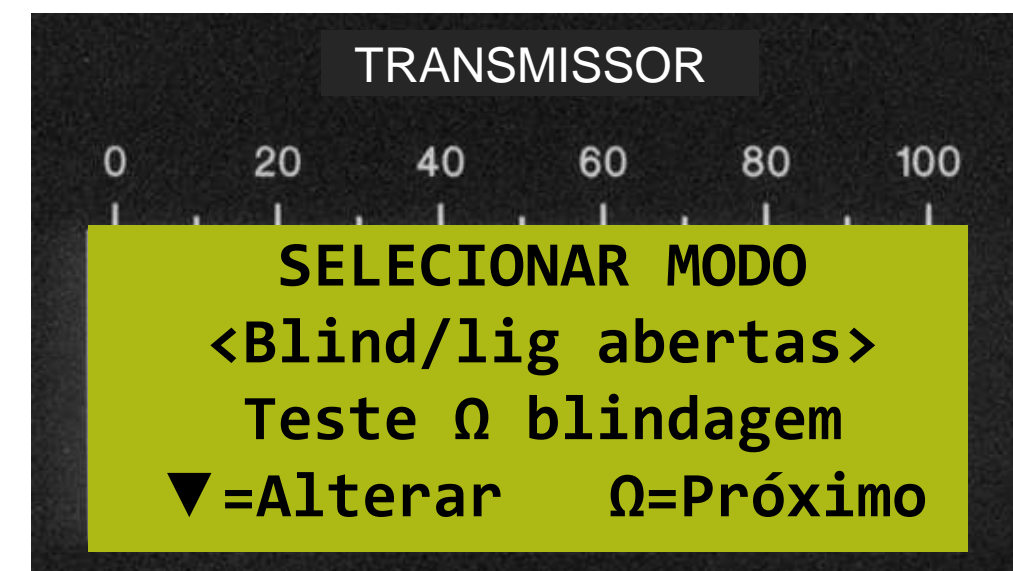 TRANSMISSOR
0 20 40 60 80 100
SELECIONAR MODO
<Blind/lig abertas>
Teste Ω blindagem
▼=Alterar Ω=Próximo